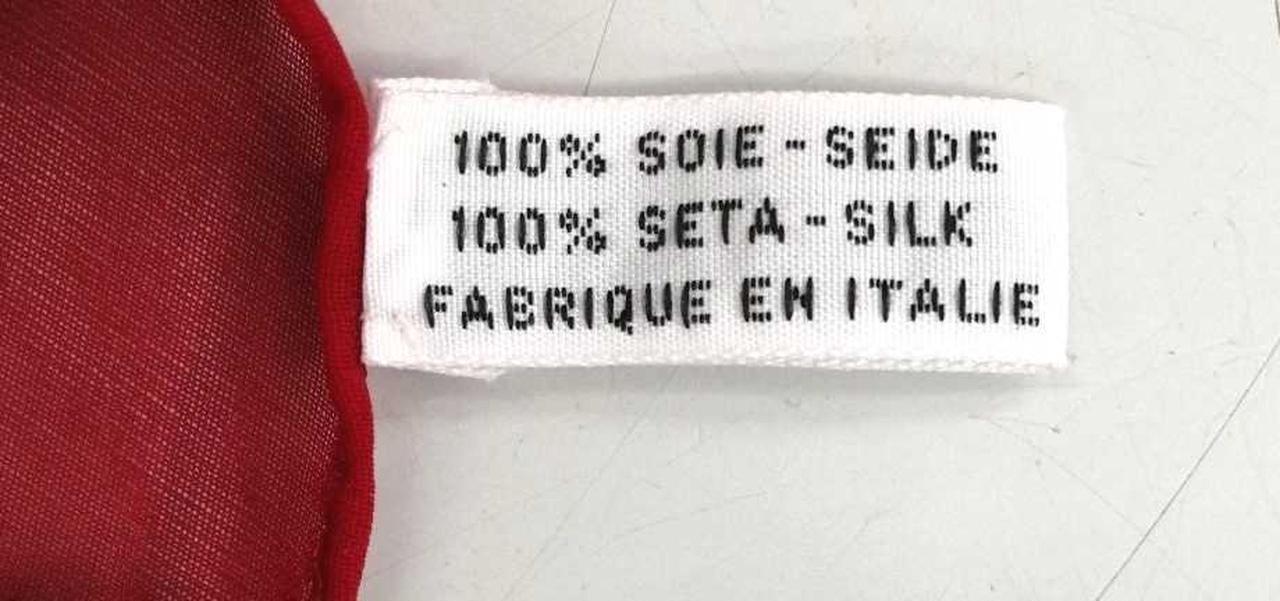 100% SOIE - SEIDE
100% SETA - SILK
FABRIQUE EN ITALIE